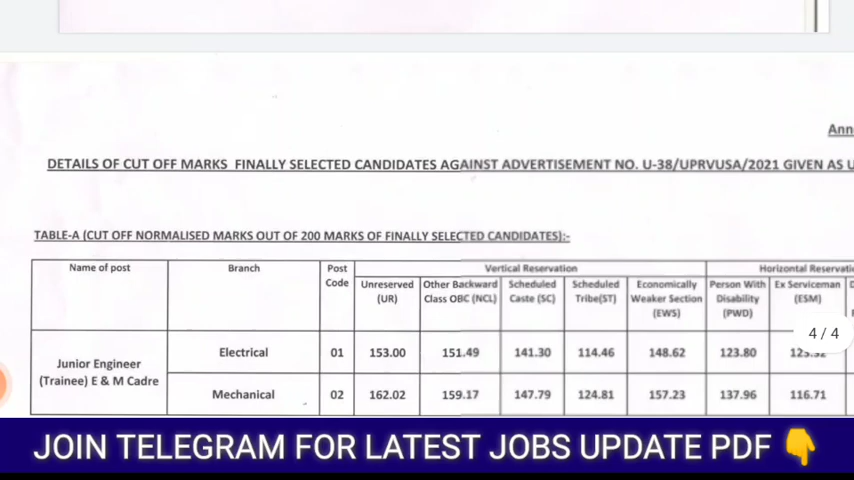 Ann
DETAILS OF CUT OFF MARKS FINALLY SELECTED CANDIDATES AGAINST ADVERTISEMENT NO. U-38/UPRVUSA/2021 GIVEN AS U
TABLE-A (CUT OFF NORMALISED MARKS OUT OF 200 MARKS OF FINALLY SELECTED CANDIDATES):-
Name of post Branch Post Code Vertical Reservation Horizontal Reservatio
Unreserved (UR) Other Backward Class OBC (NCL) Scheduled Caste (SC) Scheduled Tribe(ST) Economically Weaker Section (EWS) Person With Disability (PWD) Ex Serviceman (ESM)
4 / 4
Junior Engineer (Trainee) E & M Cadre
Electrical 01 153.00 151.49 141.30 114.46 148.62 123.80
Mechanical 02 162.02 159.17 147.79 124.81 157.23 137.96 116.71
JOIN TELEGRAM FOR LATEST JOBS UPDATE PDF 👇